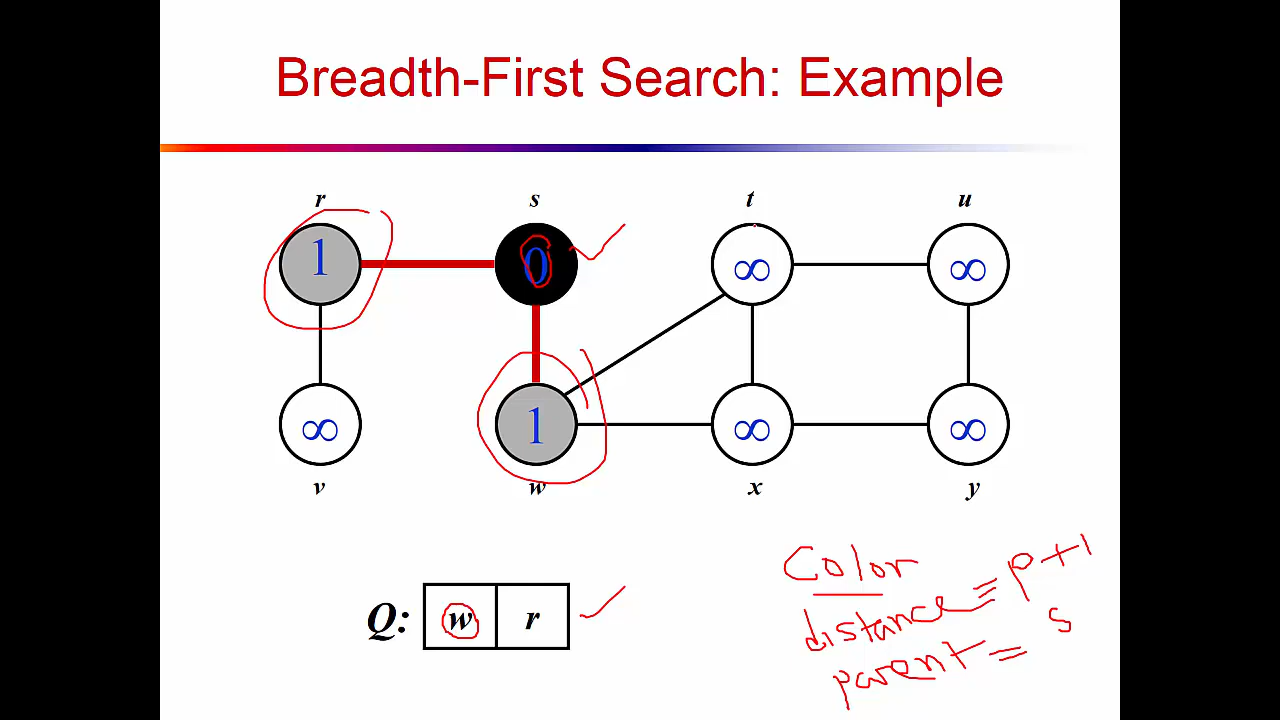 Breadth-First Search: Example
r s t u
1 0 ∞ ∞
∞ 1 ∞ ∞
v w x y
Q: w r
Color
distance = p+1
parent = s